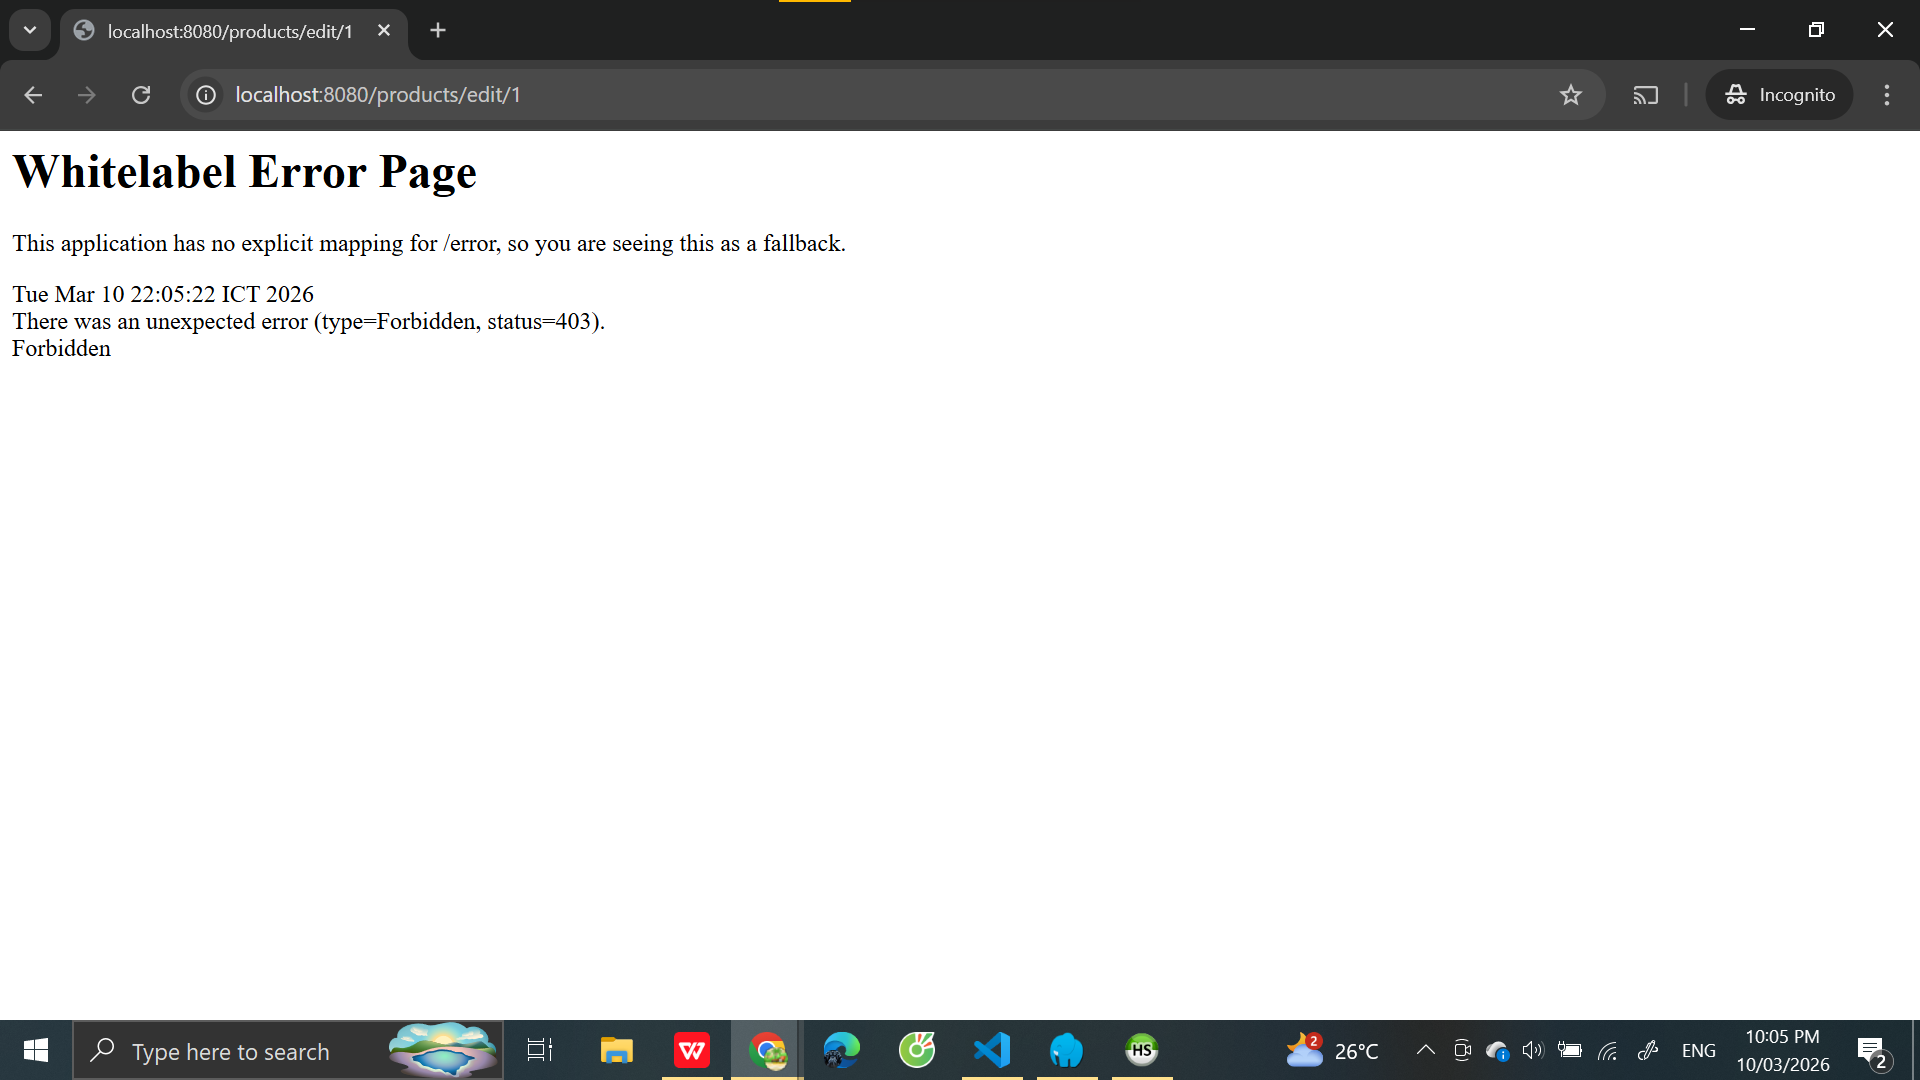 localhost:8080/products/edit/1
localhost:8080/products/edit/1
Incognito
Whitelabel Error Page
This application has no explicit mapping for /error, so you are seeing this as a fallback.
Tue Mar 10 22:05:22 ICT 2026
There was an unexpected error (type=Forbidden, status=403).
Forbidden
Type here to search
W
HS
2
26°C
ENG
10:05 PM
10/03/2026
2